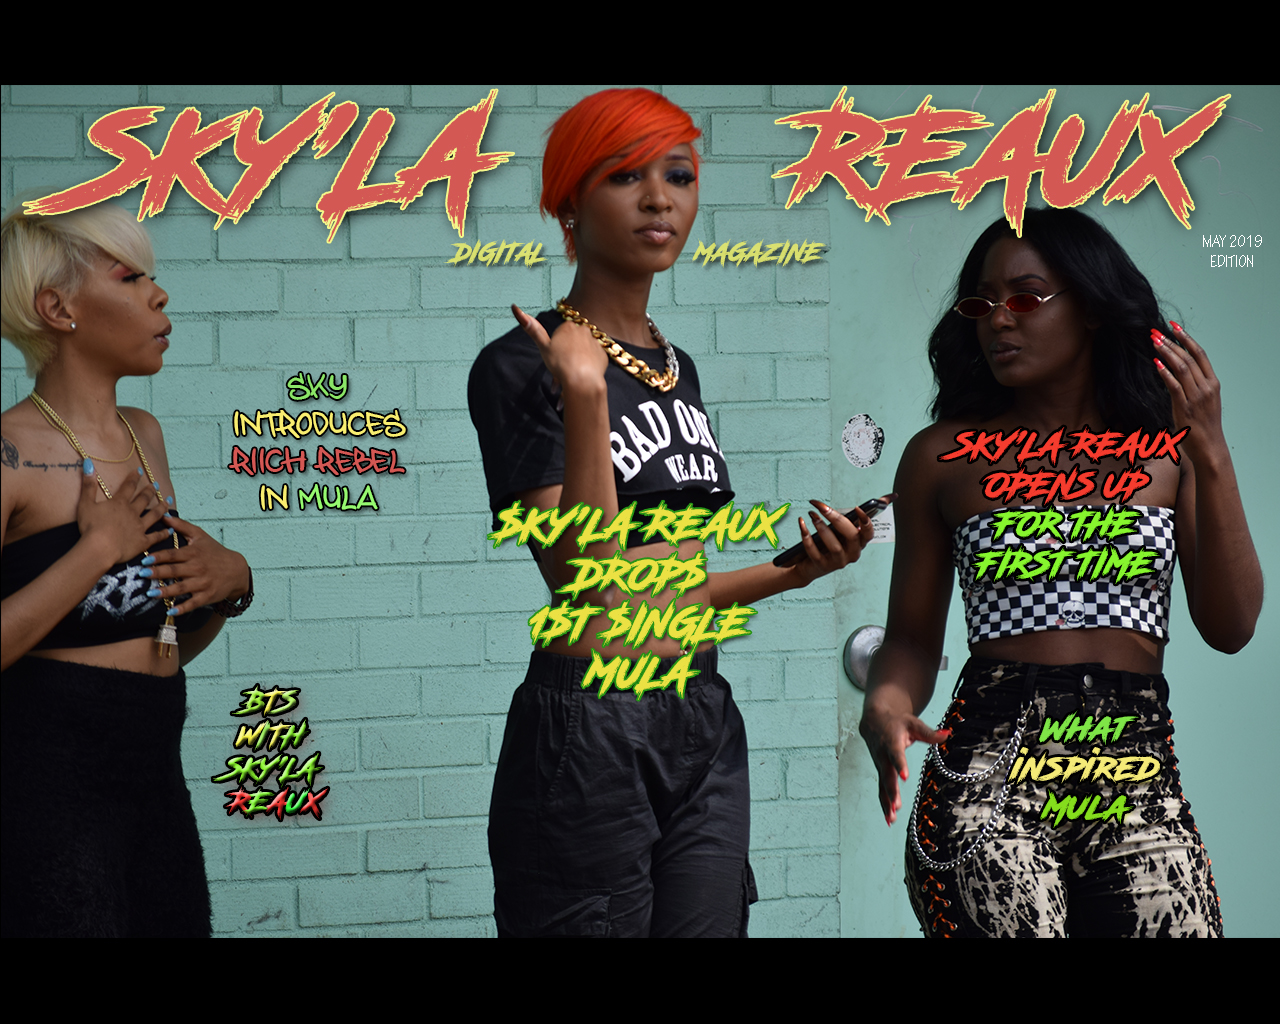 SKY'LA REAUX
DIGITAL MAGAZINE
MAY 2019
EDITION
SKY
INTRODUCES
RIICH REBEL
IN MULA
BAD ON
WEAR
$KY'LA REAUX
DROP$
1$T $INGLE
MULA
SKY'LA REAUX
OPENS UP
FOR THE
FIRST TIME
BTS
WITH
SKY'LA
REAUX
WHAT
INSPIRED
MULA